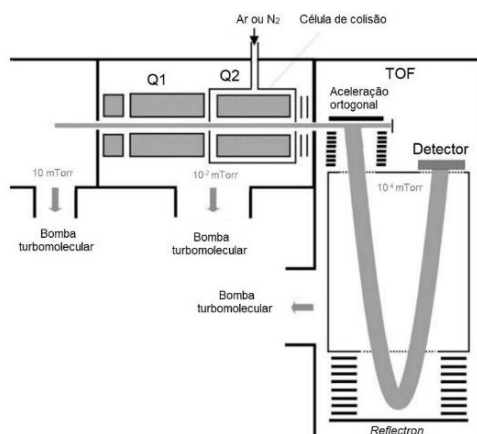 Ar ou N₂
Célula de colisão
Q1
Q2
TOF
Aceleração
ortogonal
Detector
10 mTorr
10⁻² mTorr
10⁻⁴ mTorr
Bomba
turbomolecular
Bomba
turbomolecular
Bomba
turbomolecular
Reflectron